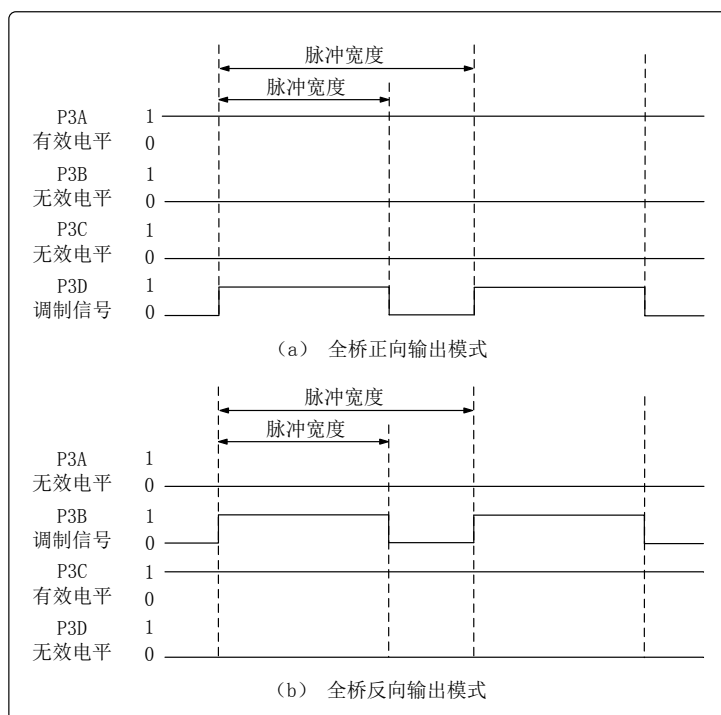 脉冲宽度
脉冲宽度
P3A 1
有效电平 0
P3B 1
无效电平 0
P3C 1
无效电平 0
P3D 1
调制信号 0
(a) 全桥正向输出模式
脉冲宽度
脉冲宽度
P3A 1
无效电平 0
P3B 1
调制信号 0
P3C 1
有效电平 0
P3D 1
无效电平 0
(b) 全桥反向输出模式